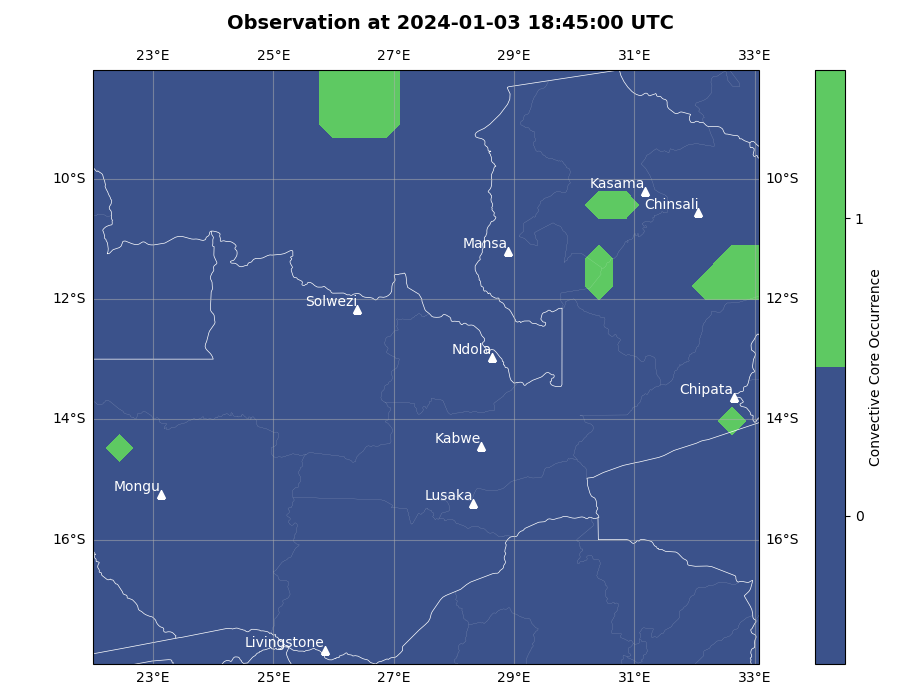 Observation at 2024-01-03 18:45:00 UTC
23°E 25°E 27°E 29°E 31°E 33°E
10°S 10°S
Kasama
Chinsali
Mansa
12°S 12°S
Solwezi
Ndola
Chipata
14°S 14°S
Kabwe
Mongu
Lusaka
16°S 16°S
Livingstone
23°E 25°E 27°E 29°E 31°E 33°E
1
0
Convective Core Occurrence